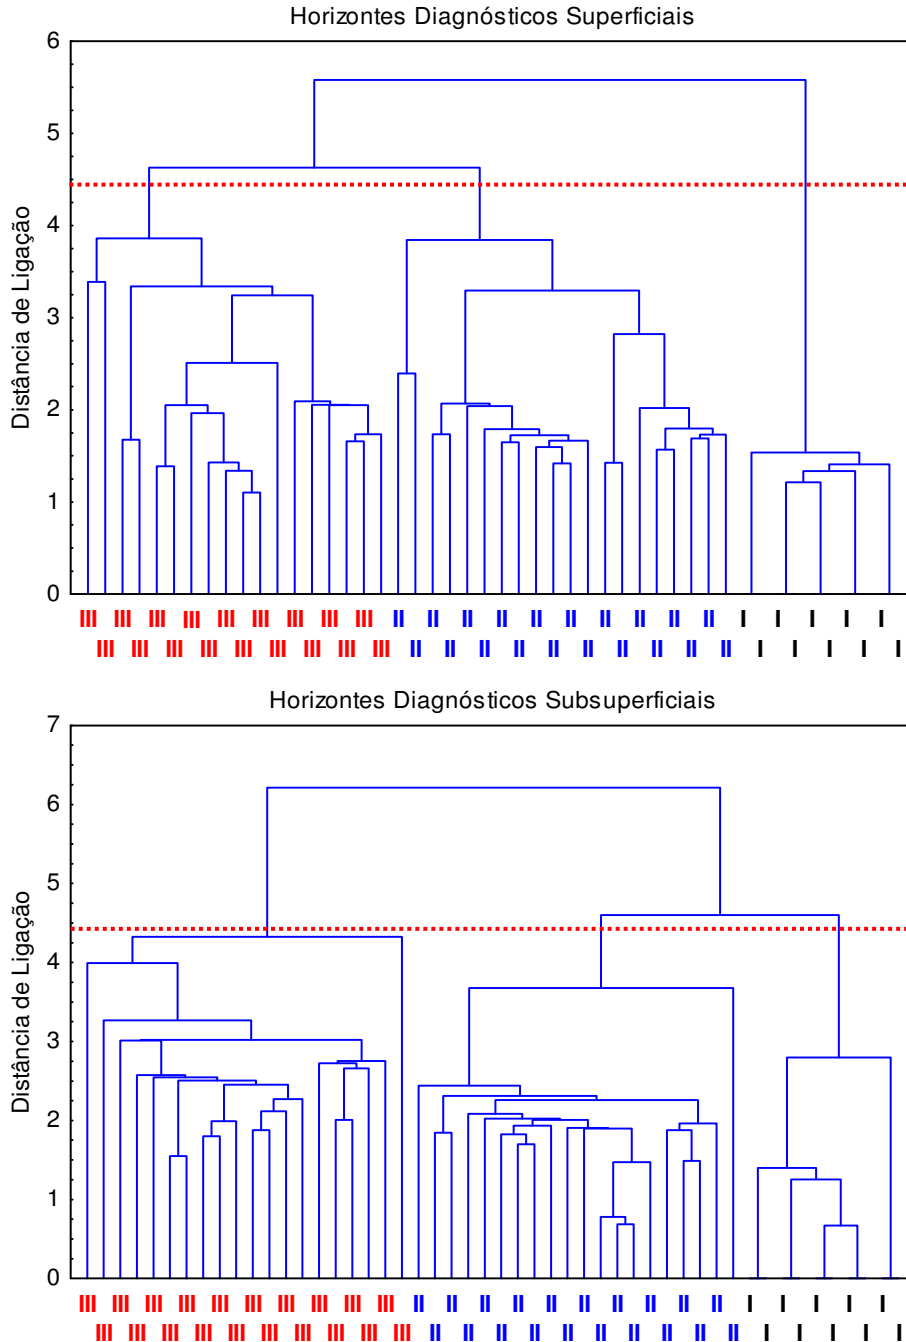 Horizontes Diagnósticos Superficiais
Distância de Ligação
6
5
4
3
2
1
0
III III III III III III III III III II II II II II II II II II II I I I I I
III III III III III III III III III II II II II II II II II II II I I I I I
Horizontes Diagnósticos Subsuperficiais
Distância de Ligação
7
6
5
4
3
2
1
0
III III III III III III III III III III II II II II II II II II II II I I I I I
III III III III III III III III III III II II II II II II II II II II I I I I I